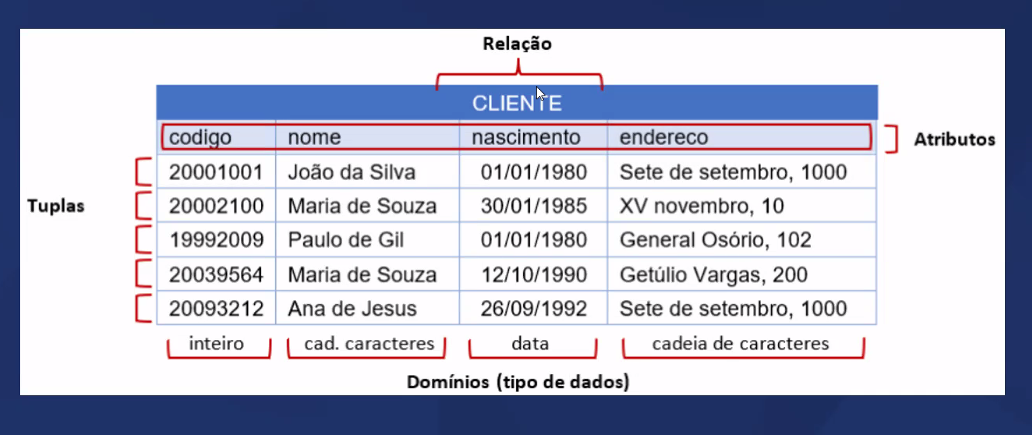 Relação
CLIENTE
codigo nome nascimento endereco
Atributos
20001001 João da Silva 01/01/1980 Sete de setembro, 1000
Tuplas
20002100 Maria de Souza 30/01/1985 XV novembro, 10
19992009 Paulo de Gil 01/01/1980 General Osório, 102
20039564 Maria de Souza 12/10/1990 Getúlio Vargas, 200
20093212 Ana de Jesus 26/09/1992 Sete de setembro, 1000
inteiro cad. caracteres data cadeia de caracteres
Domínios (tipo de dados)